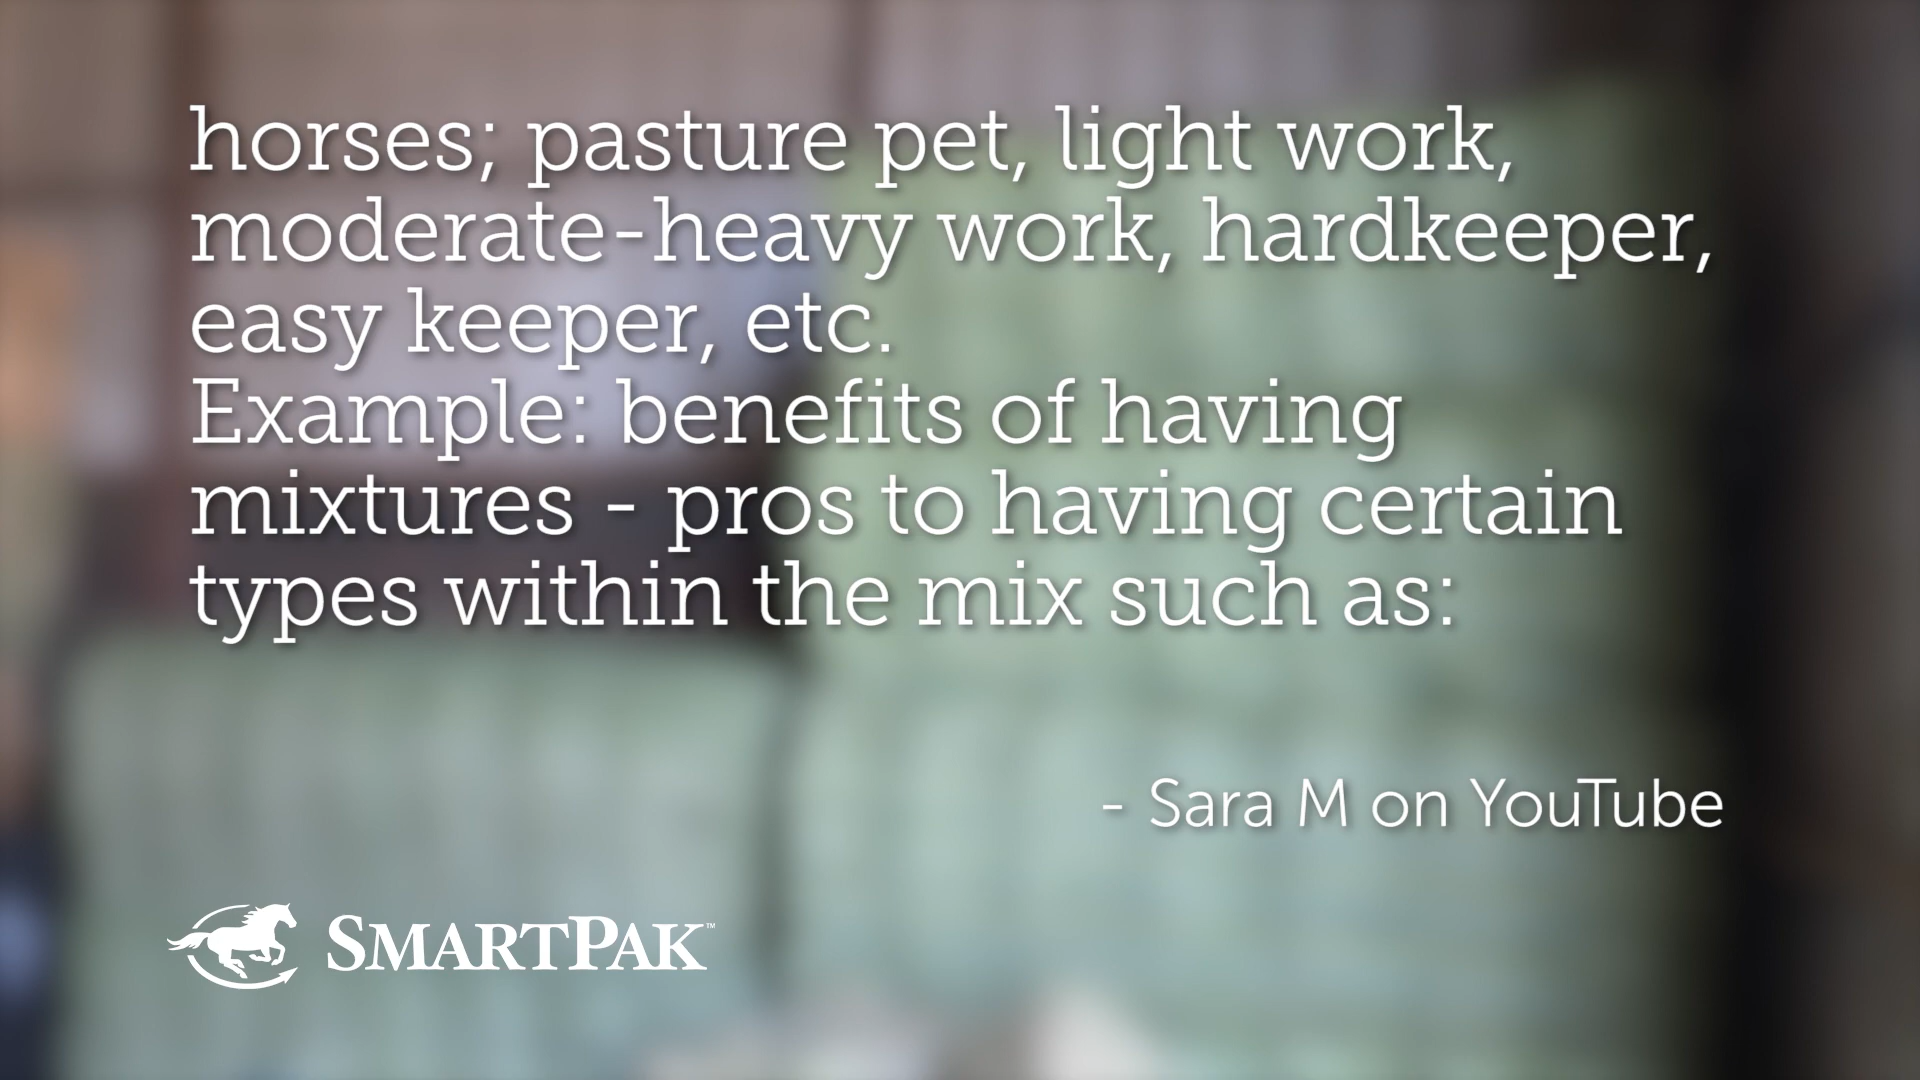 horses; pasture pet, light work,
moderate-heavy work, hardkeeper,
easy keeper, etc.
Example: benefits of having
mixtures - pros to having certain
types within the mix such as:
- Sara M on YouTube
SMARTPAK™